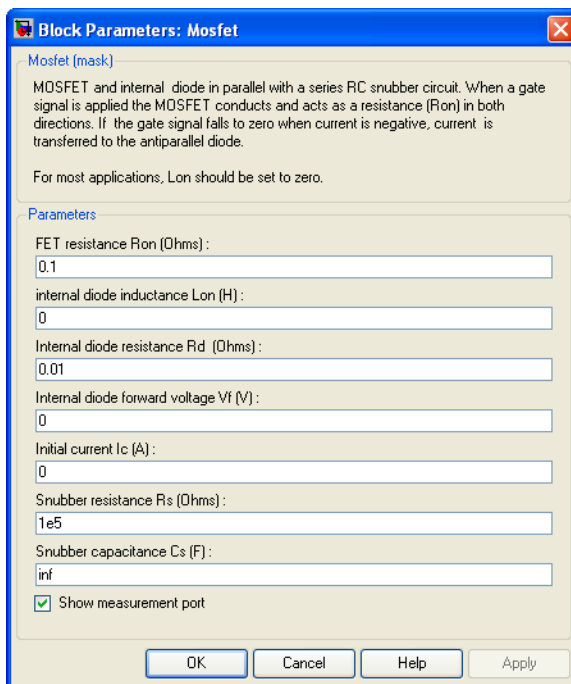 Block Parameters: Mosfet
Mosfet (mask)
MOSFET and internal diode in parallel with a series RC snubber circuit. When a gate
signal is applied the MOSFET conducts and acts as a resistance (Ron) in both
directions. If the gate signal falls to zero when current is negative, current is
transferred to the antiparallel diode.
For most applications, Lon should be set to zero.
Parameters
FET resistance Ron (Ohms) :
0.1
internal diode inductance Lon (H) :
0
Internal diode resistance Rd (Ohms) :
0.01
Internal diode forward voltage Vf (V) :
0
Initial current Ic (A) :
0
Snubber resistance Rs (Ohms) :
1e5
Snubber capacitance Cs (F) :
inf
Show measurement port
OK Cancel Help Apply